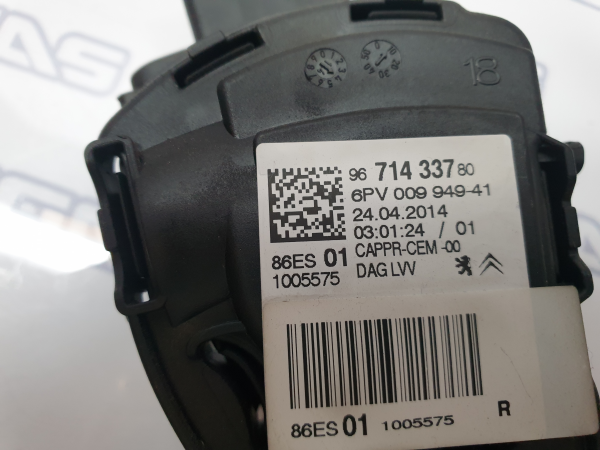 18
96 714 337 80
6PV 009 949-41
24.04.2014
03:01:24 / 01
86ES 01 CAPPR-CEM -00
1005575 DAG LVV
86ES 01 1005575 R